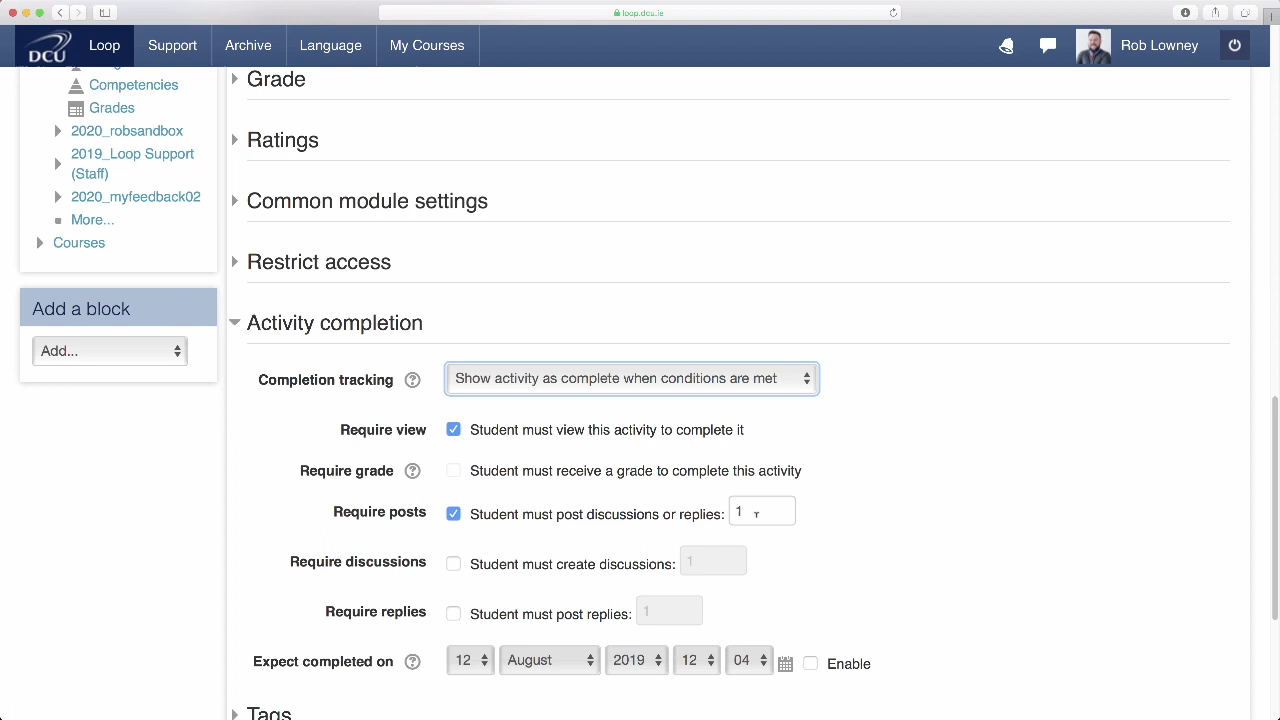 loop.dcu.ie
DCU
Loop
Support
Archive
Language
My Courses
Rob Lowney
Competencies
Grades
2020_robsandbox
2019_Loop Support
(Staff)
2020_myfeedback02
More...
Courses
Add a block
Add...
Grade
Ratings
Common module settings
Restrict access
Activity completion
Completion tracking ? Show activity as complete when conditions are met
Require view Student must view this activity to complete it
Require grade ? Student must receive a grade to complete this activity
Require posts Student must post discussions or replies: 1
Require discussions Student must create discussions: 1
Require replies Student must post replies: 1
Expect completed on ? 12 August 2019 12 04 Enable
Tags